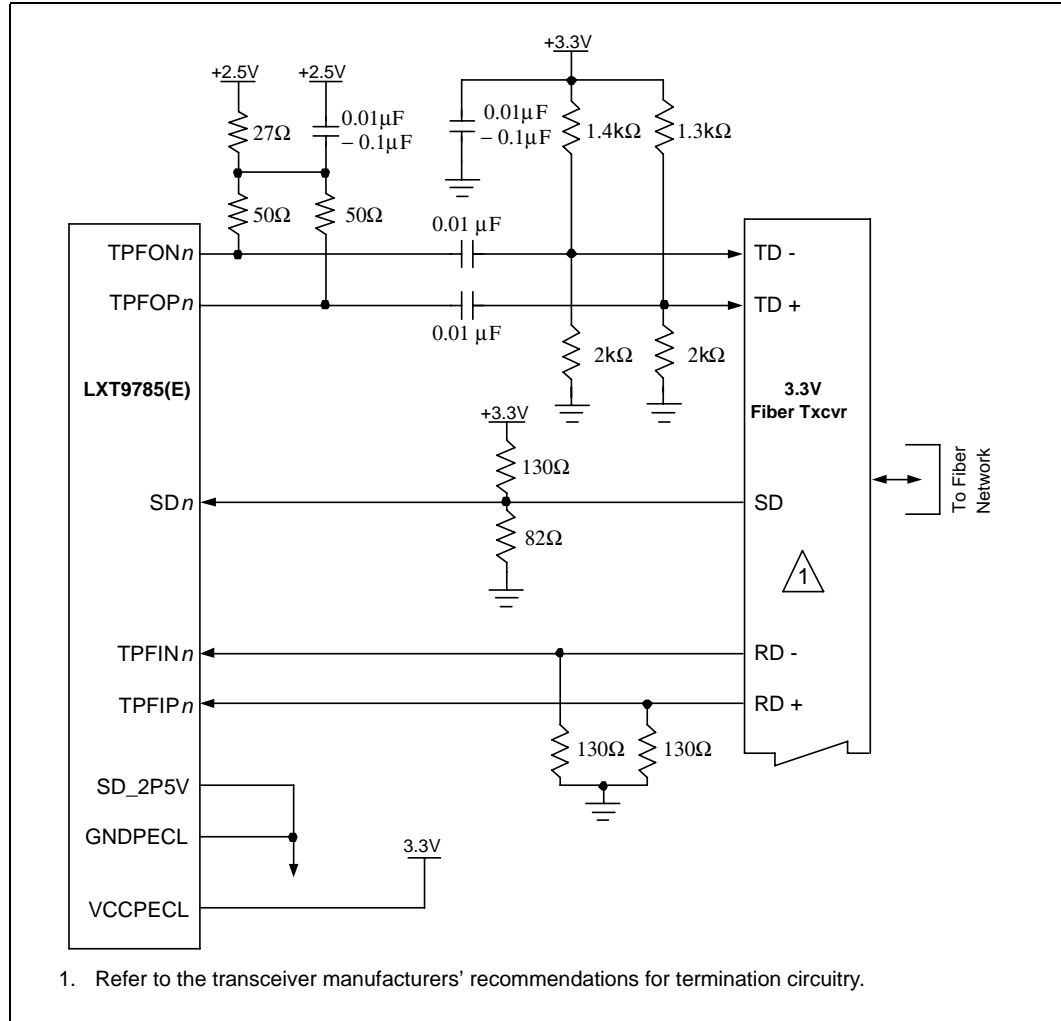 +3.3V
+2.5V
+2.5V
27Ω
0.01µF
– 0.1µF
0.01µF
– 0.1µF
1.4kΩ
1.3kΩ
50Ω
50Ω
0.01 µF
TPFONn
TD -
TPFOPn
TD +
0.01 µF
2kΩ
2kΩ
LXT9785(E)
3.3V
Fiber Txcvr
+3.3V
130Ω
SDn
SD
82Ω
To Fiber
Network
1
TPFINn
RD -
TPFIPn
RD +
130Ω
130Ω
SD_2P5V
GNDPECL
3.3V
VCCPECL
1. Refer to the transceiver manufacturers’ recommendations for termination circuitry.